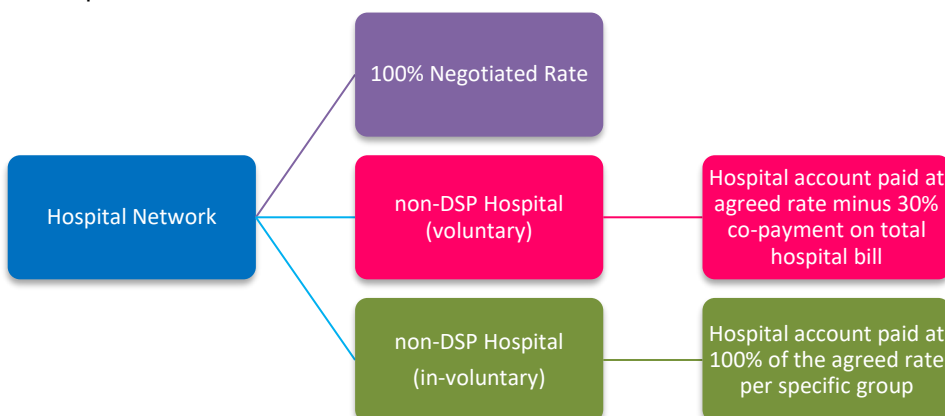 100% Negotiated Rate
Hospital Network
non-DSP Hospital
(voluntary)
Hospital account paid at
agreed rate minus 30%
co-payment on total
hospital bill
non-DSP Hospital
(in-voluntary)
Hospital account paid at
100% of the agreed rate
per specific group